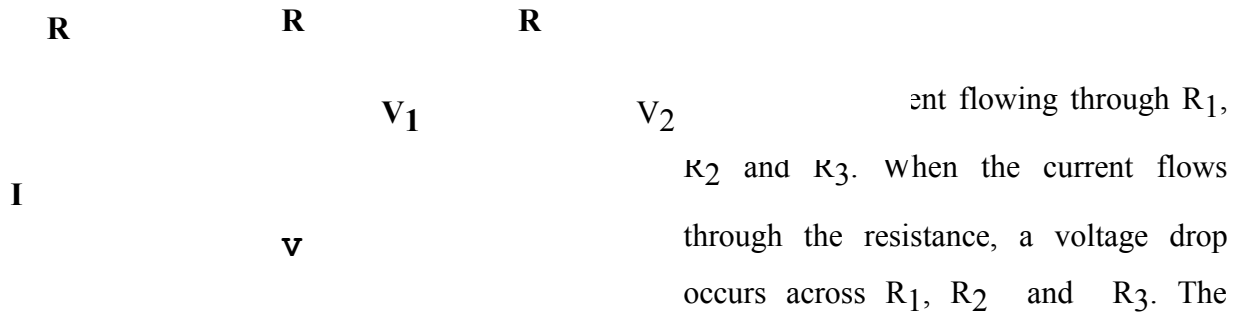 R R R
V1 V2
I
V
flowing through R1,
R2 and R3. When the current flows
through the resistance, a voltage drop
occurs across R1, R2 and R3. The